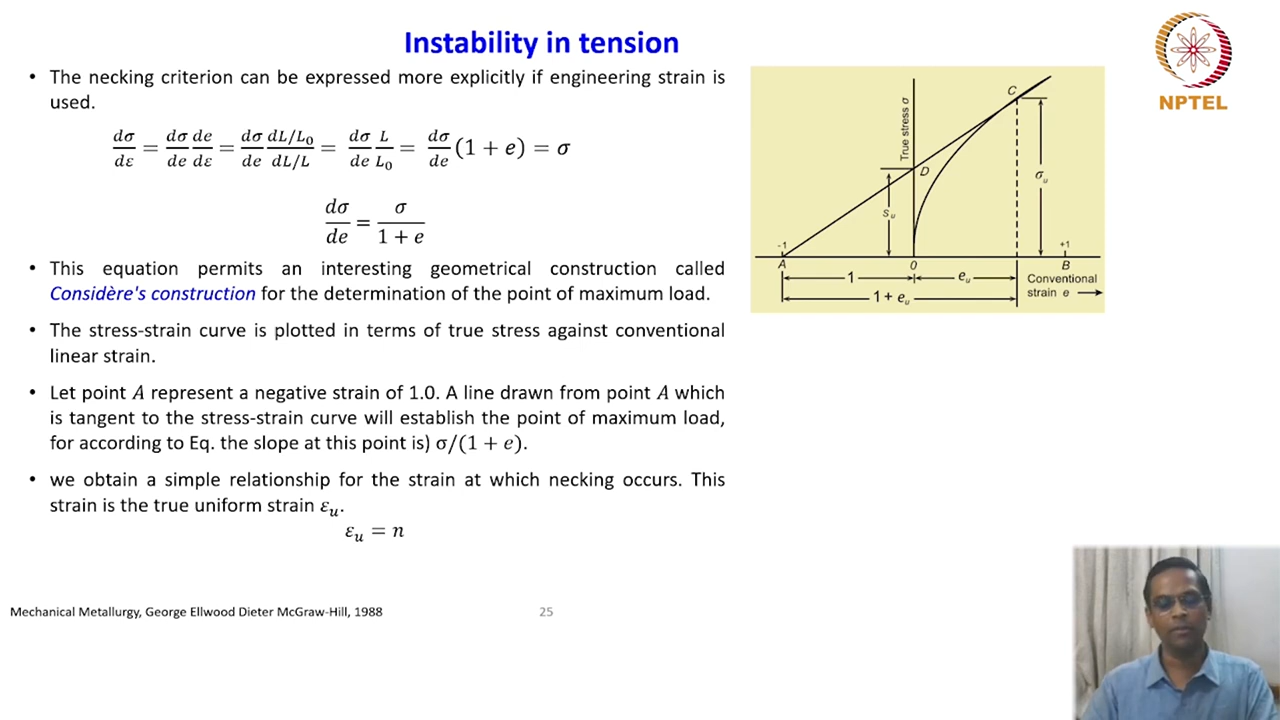 Instability in tension
• The necking criterion can be expressed more explicitly if engineering strain is
used.
dσ/dε = dσ/de de/dε = dσ/de dL/L₀/dL/L = dσ/de L/L₀ = dσ/de (1 + e) = σ
dσ/de = σ/1 + e
• This equation permits an interesting geometrical construction called
Considère's construction for the determination of the point of maximum load.
• The stress-strain curve is plotted in terms of true stress against conventional
linear strain.
• Let point A represent a negative strain of 1.0. A line drawn from point A which
is tangent to the stress-strain curve will establish the point of maximum load,
for according to Eq. the slope at this point is) σ/(1 + e).
• we obtain a simple relationship for the strain at which necking occurs. This
strain is the true uniform strain εᵤ.
εᵤ = n
Mechanical Metallurgy, George Ellwood Dieter McGraw-Hill, 1988
25
True stress σ
C
D
σᵤ
sᵤ
-1
+1
A
0
B
1
eᵤ
Conventional
strain e
1 + eᵤ
NPTEL